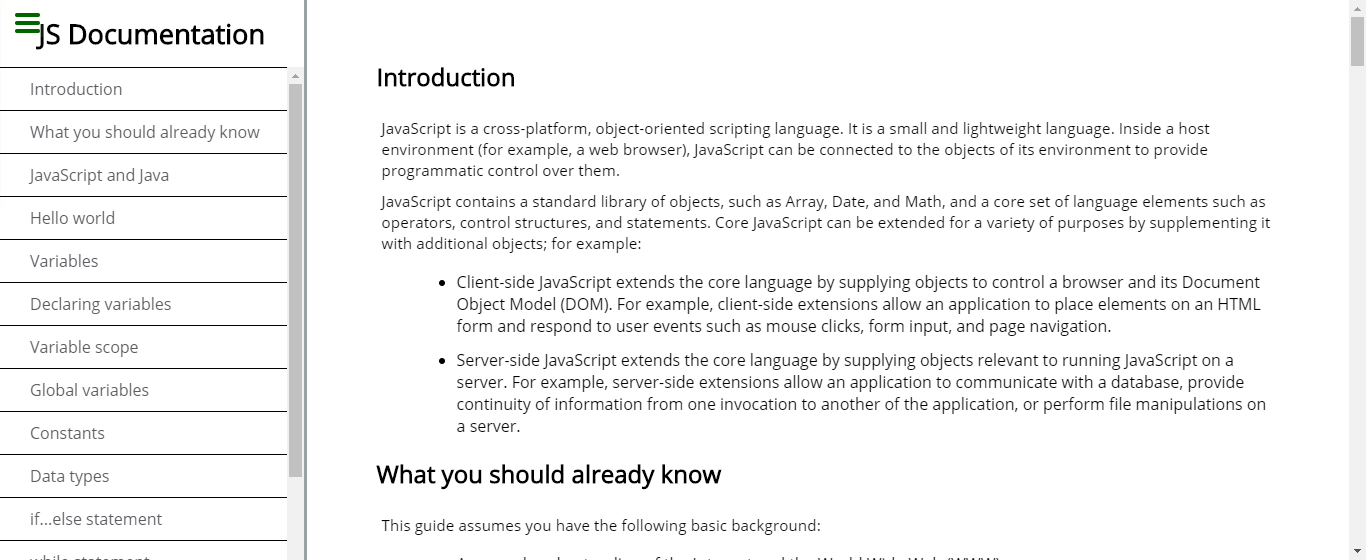 JS Documentation
Introduction
What you should already know
JavaScript and Java
Hello world
Variables
Declaring variables
Variable scope
Global variables
Constants
Data types
if...else statement
while statement
Introduction
JavaScript is a cross-platform, object-oriented scripting language. It is a small and lightweight language. Inside a host
environment (for example, a web browser), JavaScript can be connected to the objects of its environment to provide
programmatic control over them.
JavaScript contains a standard library of objects, such as Array, Date, and Math, and a core set of language elements such as
operators, control structures, and statements. Core JavaScript can be extended for a variety of purposes by supplementing it
with additional objects; for example:
• Client-side JavaScript extends the core language by supplying objects to control a browser and its Document
Object Model (DOM). For example, client-side extensions allow an application to place elements on an HTML
form and respond to user events such as mouse clicks, form input, and page navigation.
• Server-side JavaScript extends the core language by supplying objects relevant to running JavaScript on a
server. For example, server-side extensions allow an application to communicate with a database, provide
continuity of information from one invocation to another of the application, or perform file manipulations on
a server.
What you should already know
This guide assumes you have the following basic background: